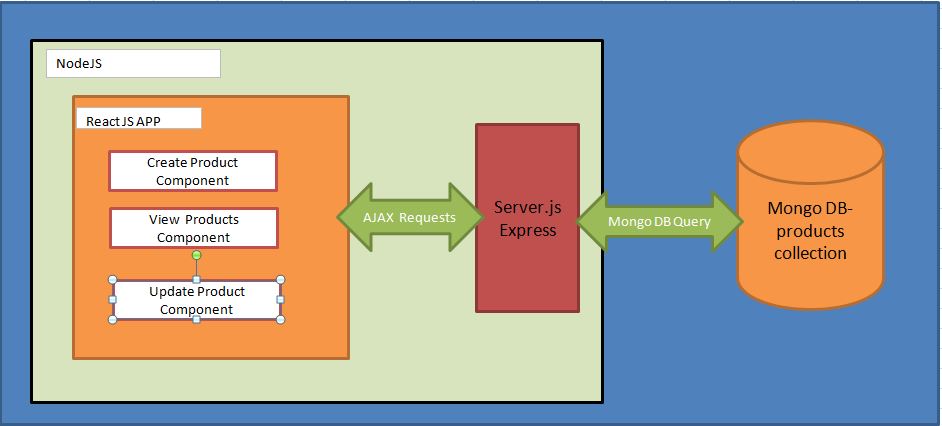 NodeJS
React JS APP
Create Product
Component
View Products
Component
Update Product
Component
AJAX Requests
Server.js
Express
Mongo DB Query
Mongo DB-
products
collection